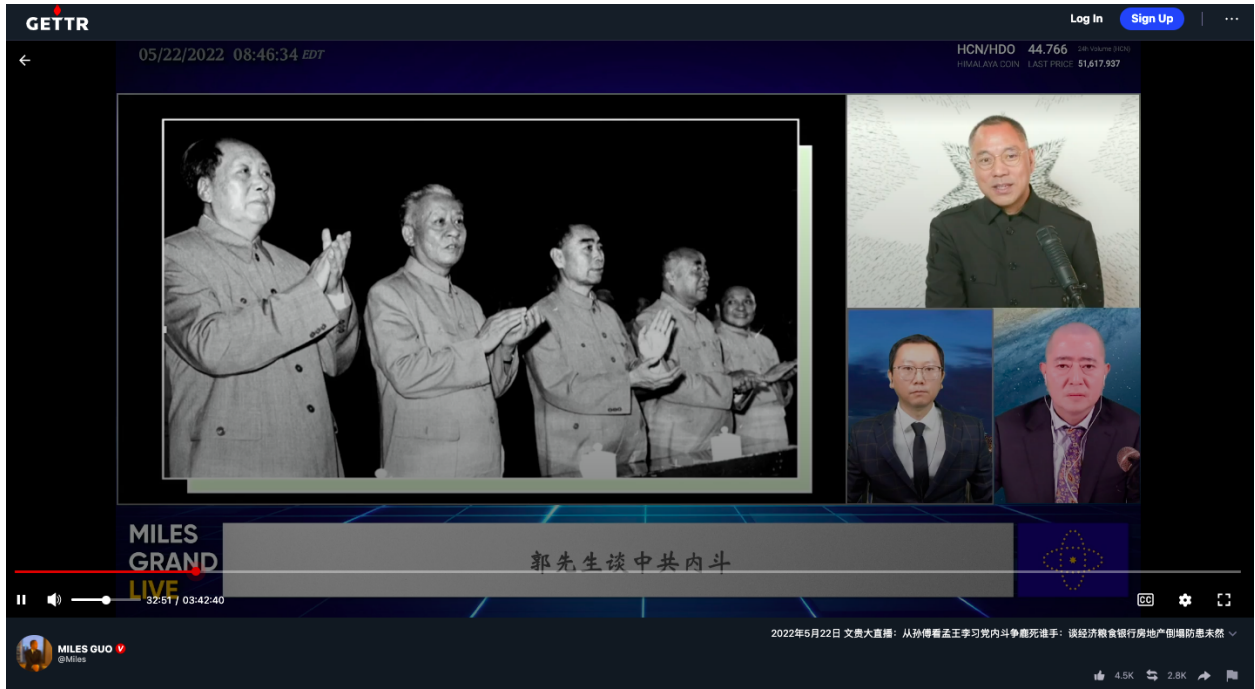 GETTR
Log In
Sign Up
05/22/2022 08:46:34 EDT
HCN/HDO 44.766 24h Volume (HCN)
HIMALAYA COIN LAST PRICE 51,617.937
MILES
GRAND
LIVE
郭先生谈中共内斗
32:51 / 03:42:40
CC
2022年5月22日 文贵大直播：从孙傅看孟王李习党内斗争鹿死谁手：谈经济粮食银行房地产倒塌防患未然
MILES GUO V
@Miles
4.5K
2.8K